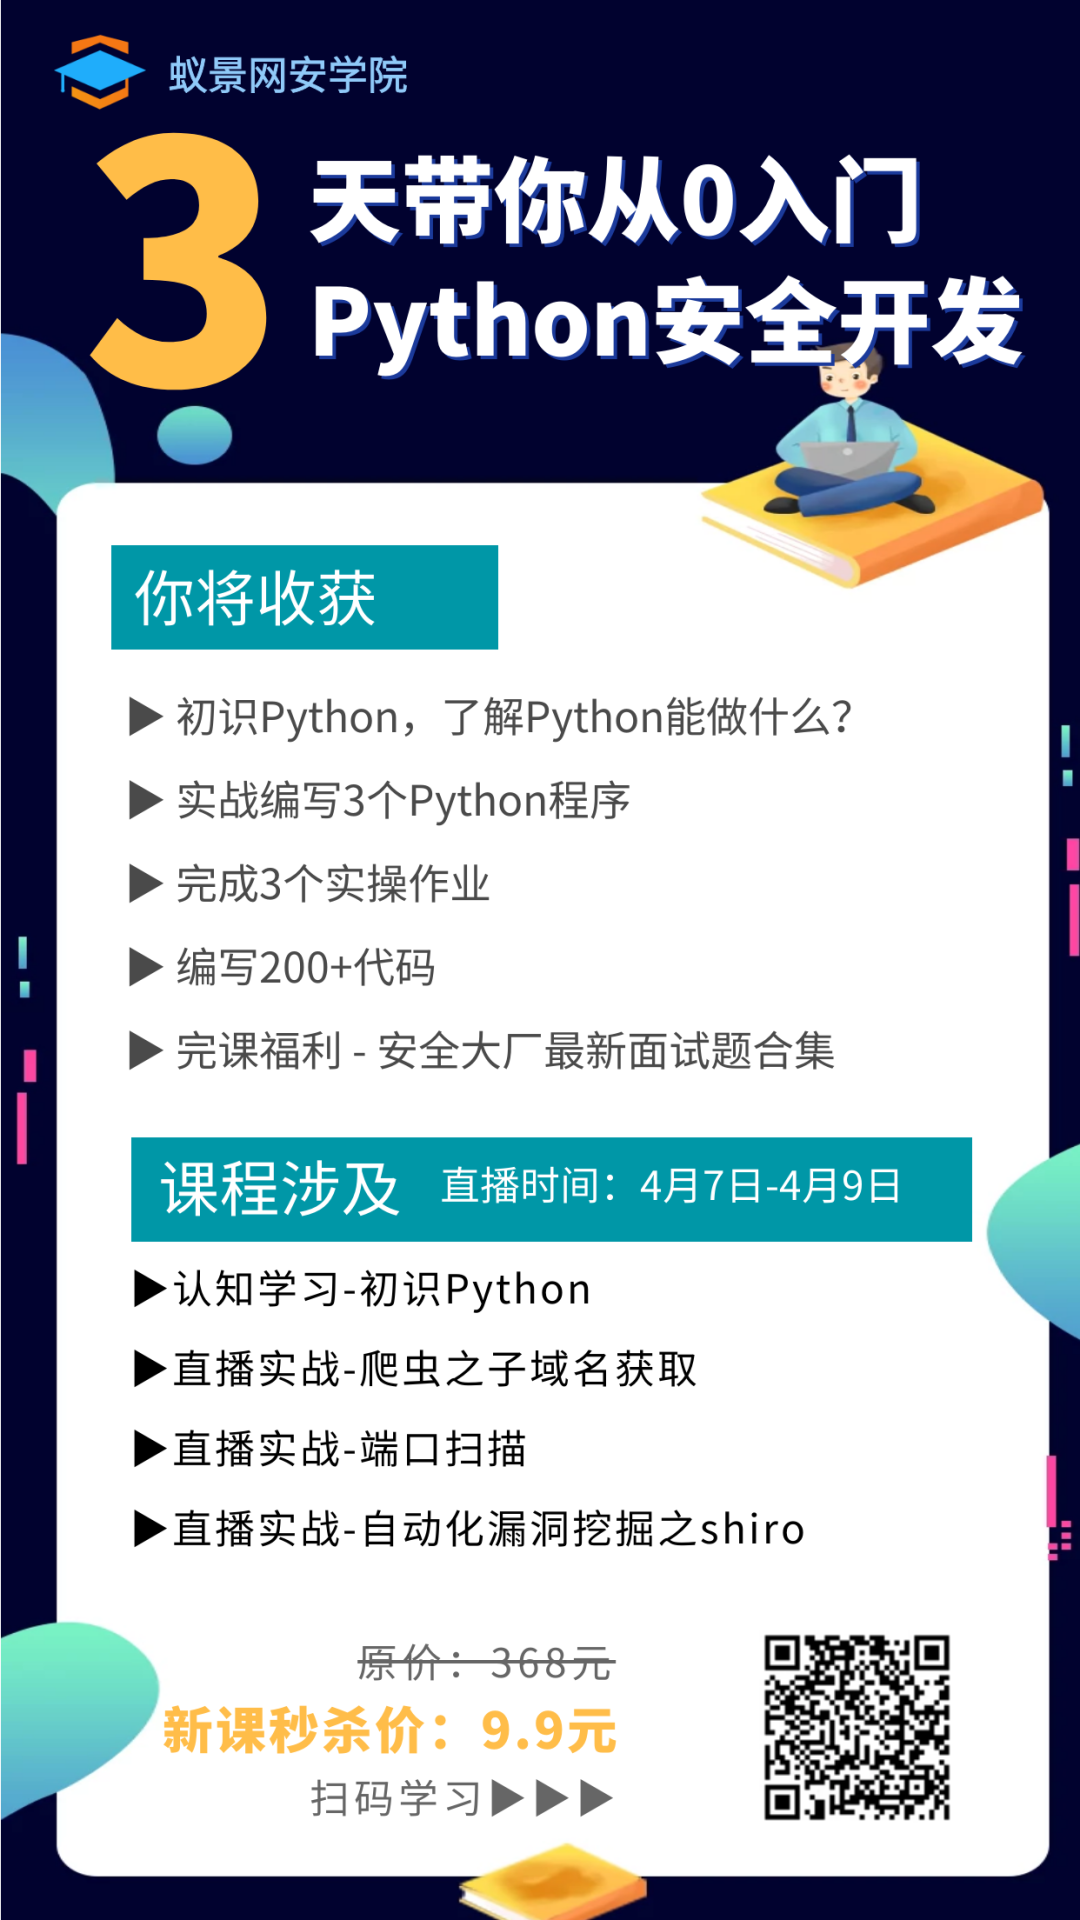 蚁景网安学院
3
天带你从0入门
Python安全开发
你将收获
▶ 初识Python，了解Python能做什么？
▶ 实战编写3个Python程序
▶ 完成3个实操作业
▶ 编写200+代码
▶ 完课福利 - 安全大厂最新面试题合集
课程涉及 直播时间：4月7日-4月9日
▶认知学习-初识Python
▶直播实战-爬虫之子域名获取
▶直播实战-端口扫描
▶直播实战-自动化漏洞挖掘之shiro
原价：368元
新课秒杀价：9.9元
扫码学习▶▶▶